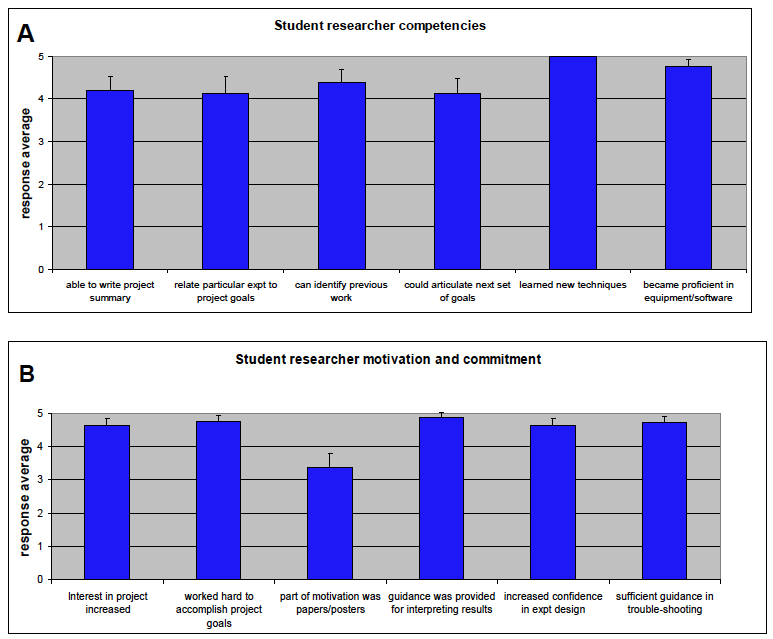 A
Student researcher competencies
response average
5
4
3
2
1
0
able to write project
summary
relate particular expt to
project goals
can identify previous
work
could articulate next set
of goals
learned new techniques
became proficient in
equipment/software
B
Student researcher motivation and commitment
response average
5
4
3
2
1
0
Interest in project
increased
worked hard to
accomplish project
goals
part of motivation was
papers/posters
guidance was provided
for interpreting results
increased confidence
in expt design
sufficient guidance in
trouble-shooting